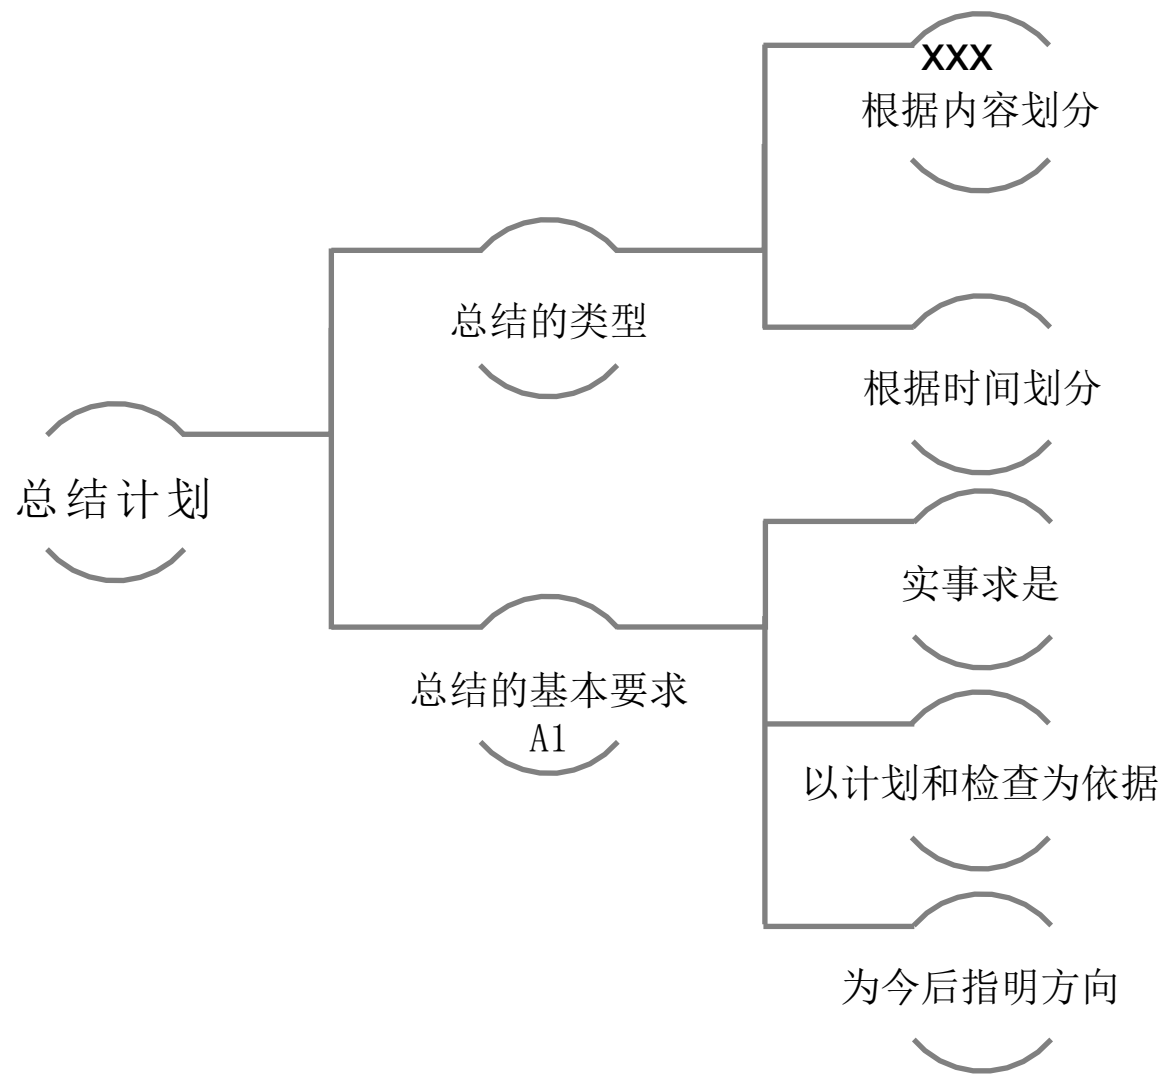 总结计划
总结的类型
xxx
根据内容划分
根据时间划分
总结的基本要求
A1
实事求是
以计划和检查为依据
为今后指明方向